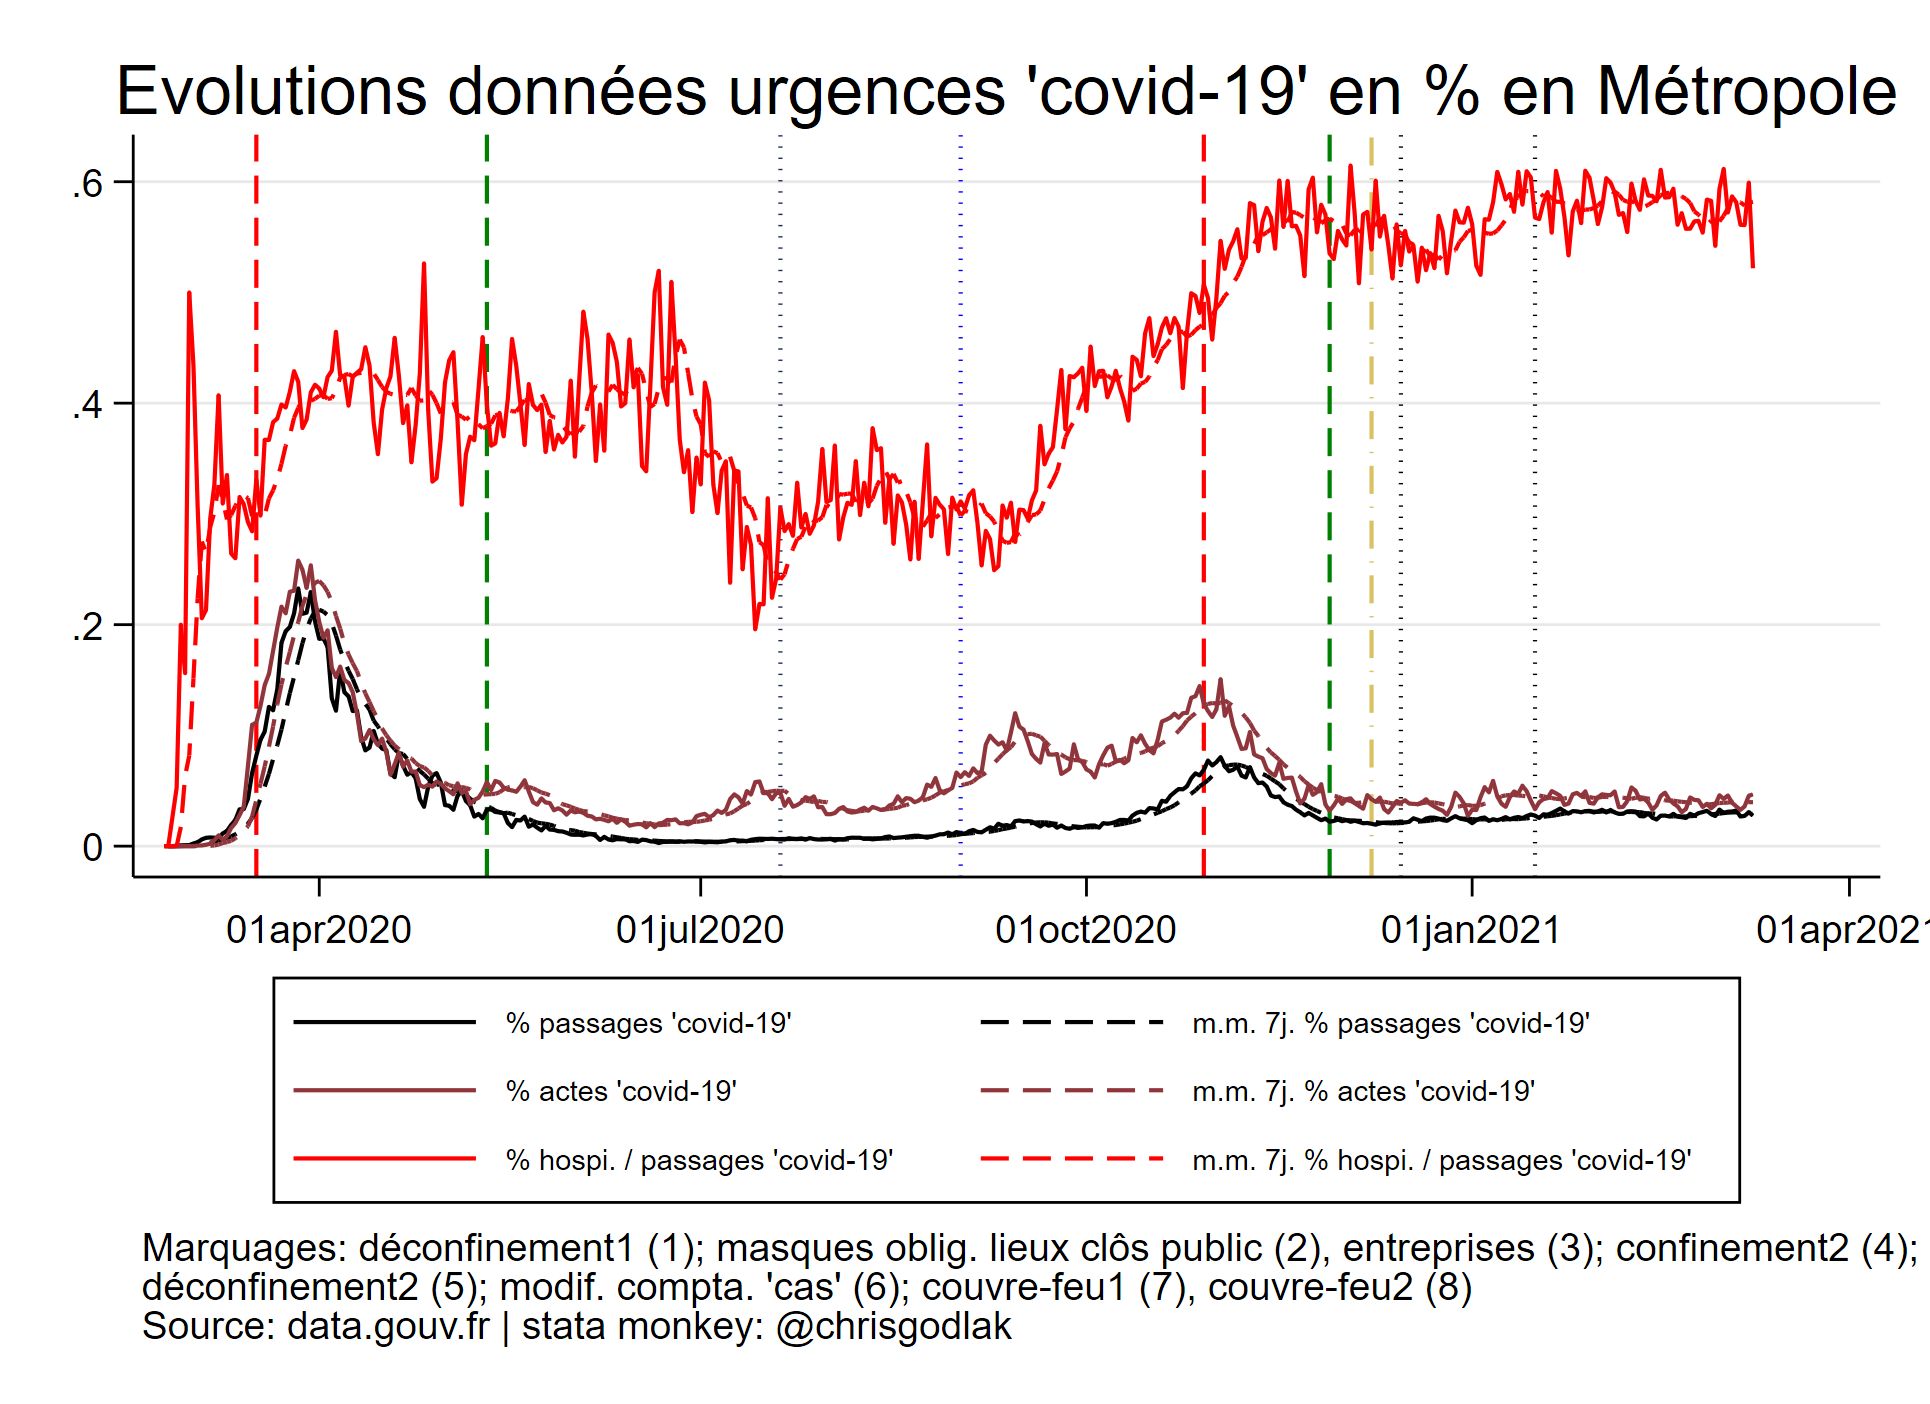 Evolutions données urgences 'covid-19' en % en Métropole
.6
.4
.2
0
01apr2020
01jul2020
01oct2020
01jan2021
01apr2021
% passages 'covid-19'
m.m. 7j. % passages 'covid-19'
% actes 'covid-19'
m.m. 7j. % actes 'covid-19'
% hospi. / passages 'covid-19'
m.m. 7j. % hospi. / passages 'covid-19'
Marquages: déconfinement1 (1); masques oblig. lieux clôs public (2), entreprises (3); confinement2 (4);
déconfinement2 (5); modif. compta. 'cas' (6); couvre-feu1 (7), couvre-feu2 (8)
Source: data.gouv.fr | stata monkey: @chrisgodlak